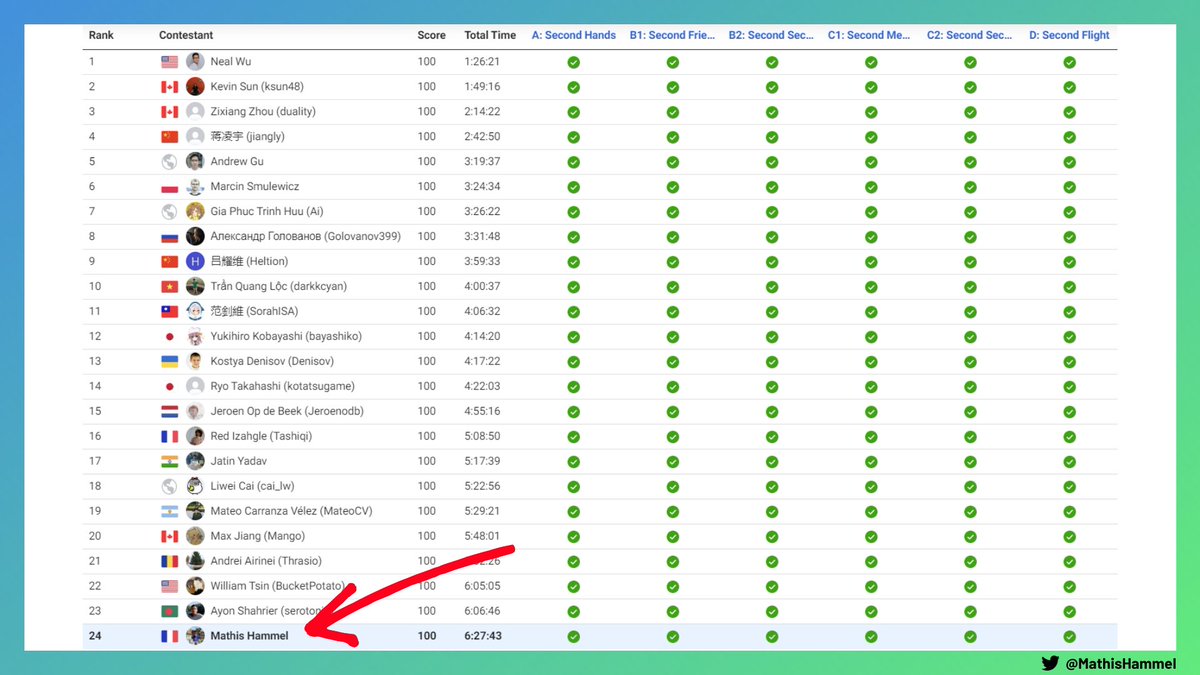 Rank Contestant Score Total Time A: Second Hands B1: Second Frie... B2: Second Sec... C1: Second Me... C2: Second Sec... D: Second Flight
1 Neal Wu 100 1:26:21
2 Kevin Sun (ksun48) 100 1:49:16
3 Zixiang Zhou (duality) 100 2:14:22
4 蒋凌宇 (jiangly) 100 2:42:50
5 Andrew Gu 100 3:19:37
6 Marcin Smulewicz 100 3:24:34
7 Gia Phuc Trinh Huu (Ai) 100 3:26:22
8 Александр Голованов (Golovanov399) 100 3:31:48
9 H 吕耀维 (Heltion) 100 3:59:33
10 Trần Quang Lộc (darkkcyan) 100 4:00:37
11 范釗維 (SorahISA) 100 4:06:32
12 Yukihiro Kobayashi (bayashiko) 100 4:14:20
13 Kostya Denisov (Denisov) 100 4:17:22
14 Ryo Takahashi (kotatsugame) 100 4:22:03
15 Jeroen Op de Beek (Jeroenodb) 100 4:55:16
16 Red Izahgle (Tashiqi) 100 5:08:50
17 Jatin Yadav 100 5:17:39
18 Liwei Cai (cai_lw) 100 5:22:56
19 Mateo Carranza Vélez (MateoCV) 100 5:29:21
20 Max Jiang (Mango) 100 5:48:01
21 Andrei Airinei (Thrasio) 100
22 William Tsin (BucketPotato) 100 6:05:05
23 Ayon Shahrier 100 6:06:46
24 Mathis Hammel 100 6:27:43
@MathisHammel